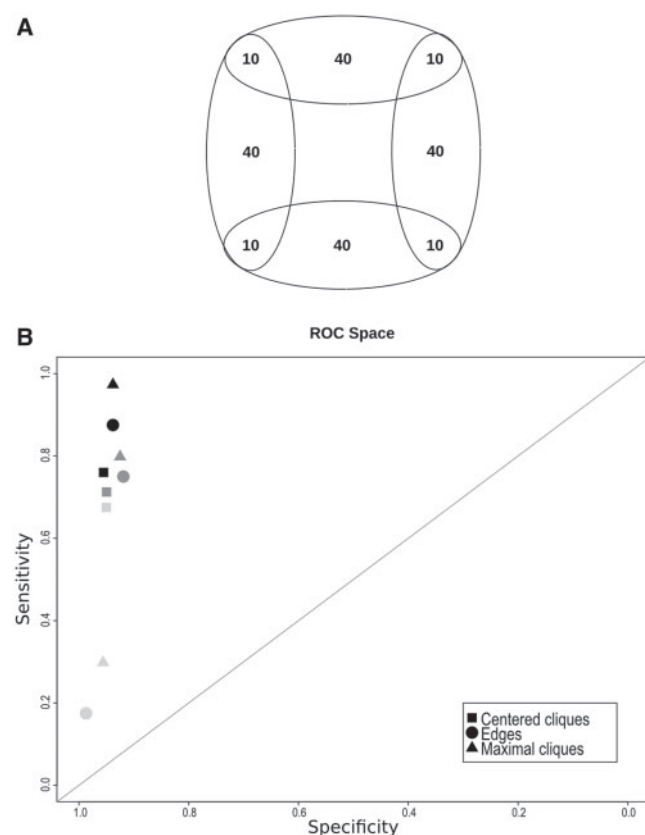 A
10 40 10
40 40
10 40 10
B
ROC Space
1.0
0.8
0.6
0.4
0.2
0.0
Sensitivity
Centered cliques
Edges
Maximal cliques
1.0 0.8 0.6 0.4 0.2 0.0
Specificity